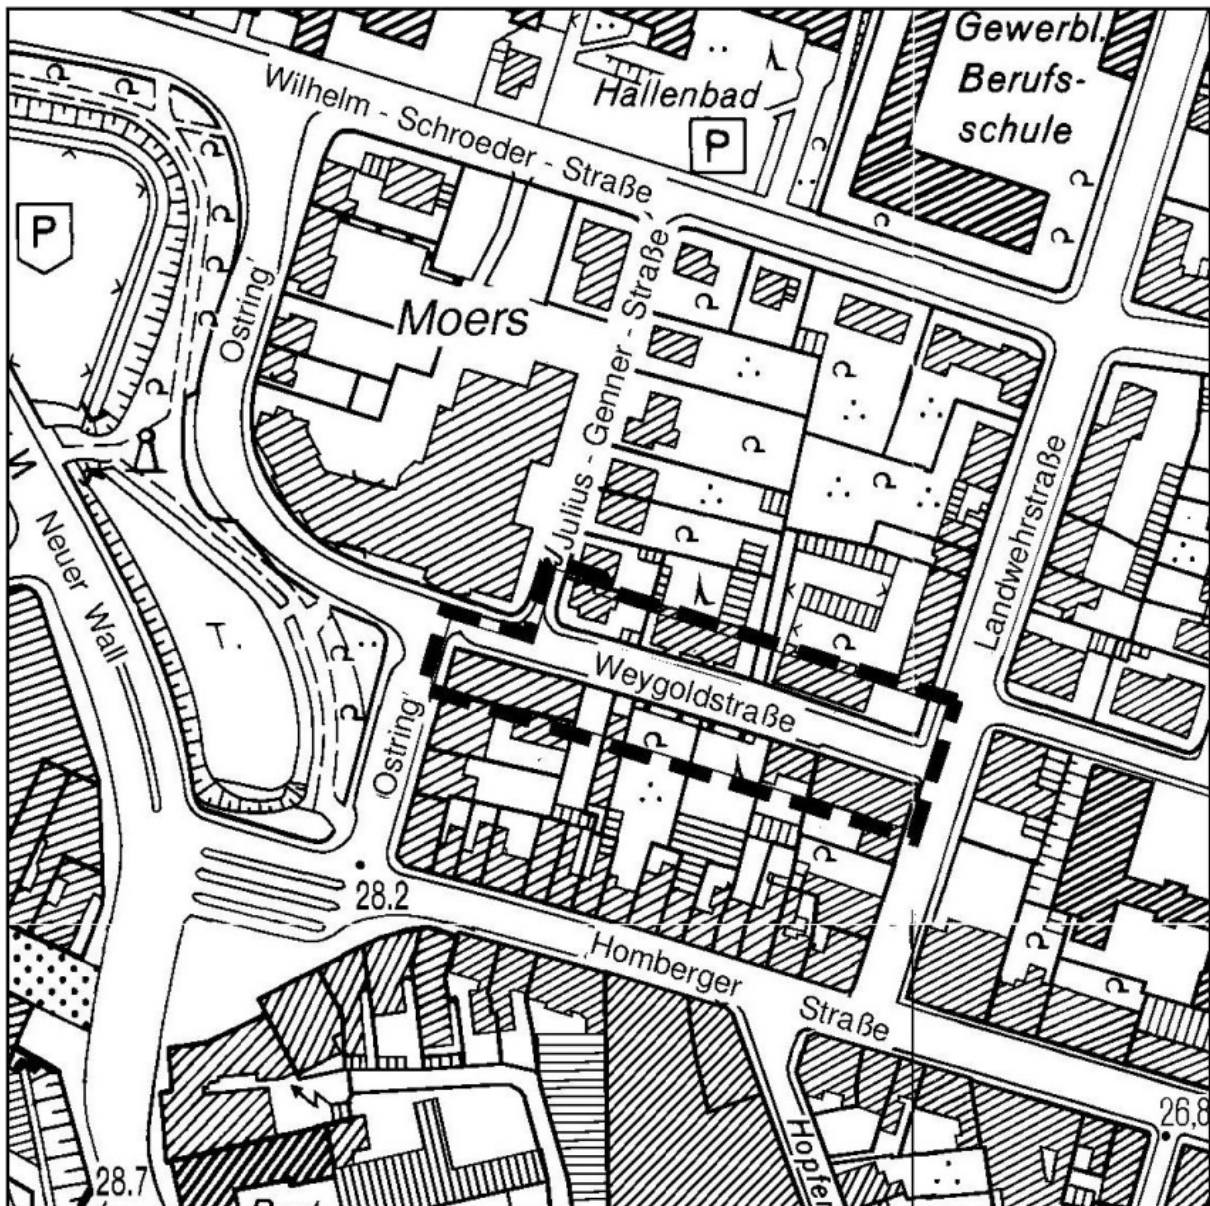 Gewerbl.
Berufs-
schule
Wilhelm - Schroeder - Straße
Hallenbad
P
P
Ostring
Moers
Julius - Genner - Straße
Landwehrstraße
Neuer Wall
T.
Weygoldstraße
Ostring
28.2
Homberger
Straße
26,8
Hopfen
28.7